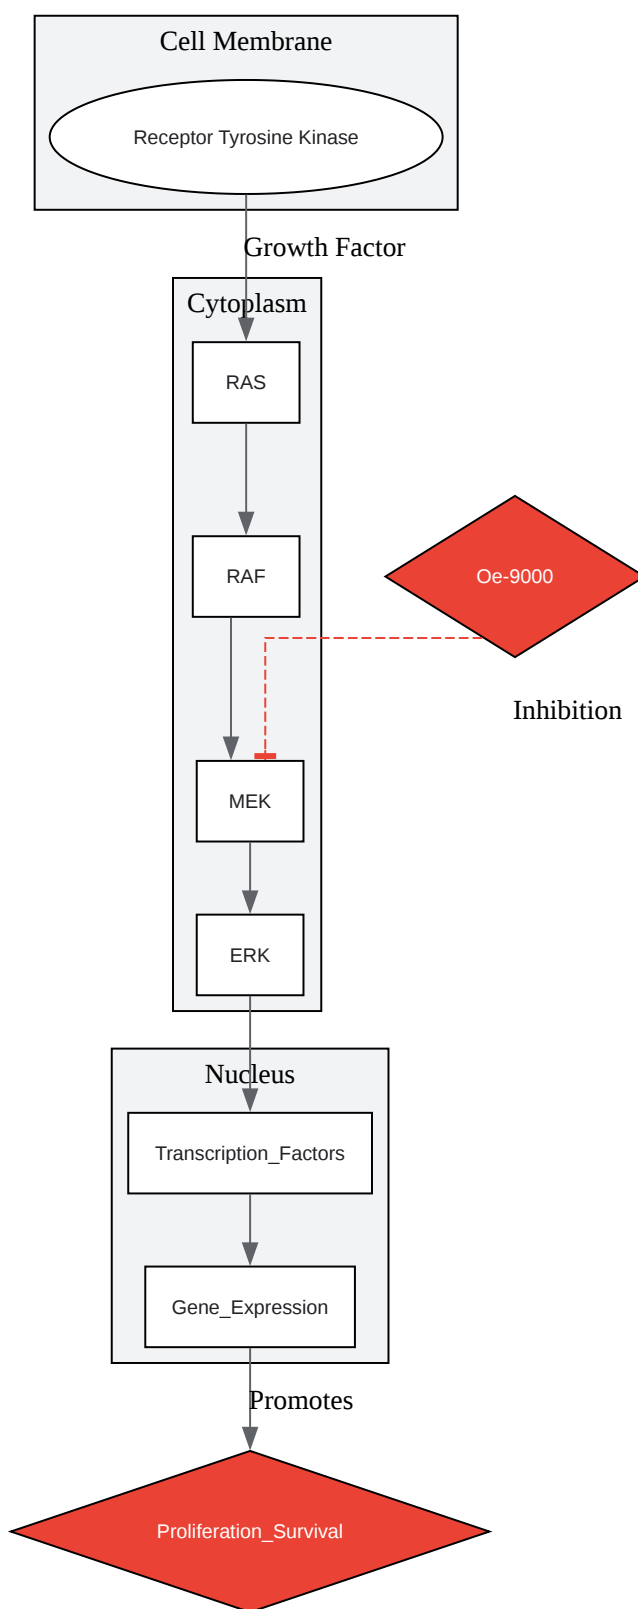 Cell Membrane
Receptor Tyrosine Kinase
Growth Factor
Cytoplasm
RAS
RAF
Oe-9000
Inhibition
MEK
ERK
Nucleus
Transcription_Factors
Gene_Expression
Promotes
Proliferation_Survival